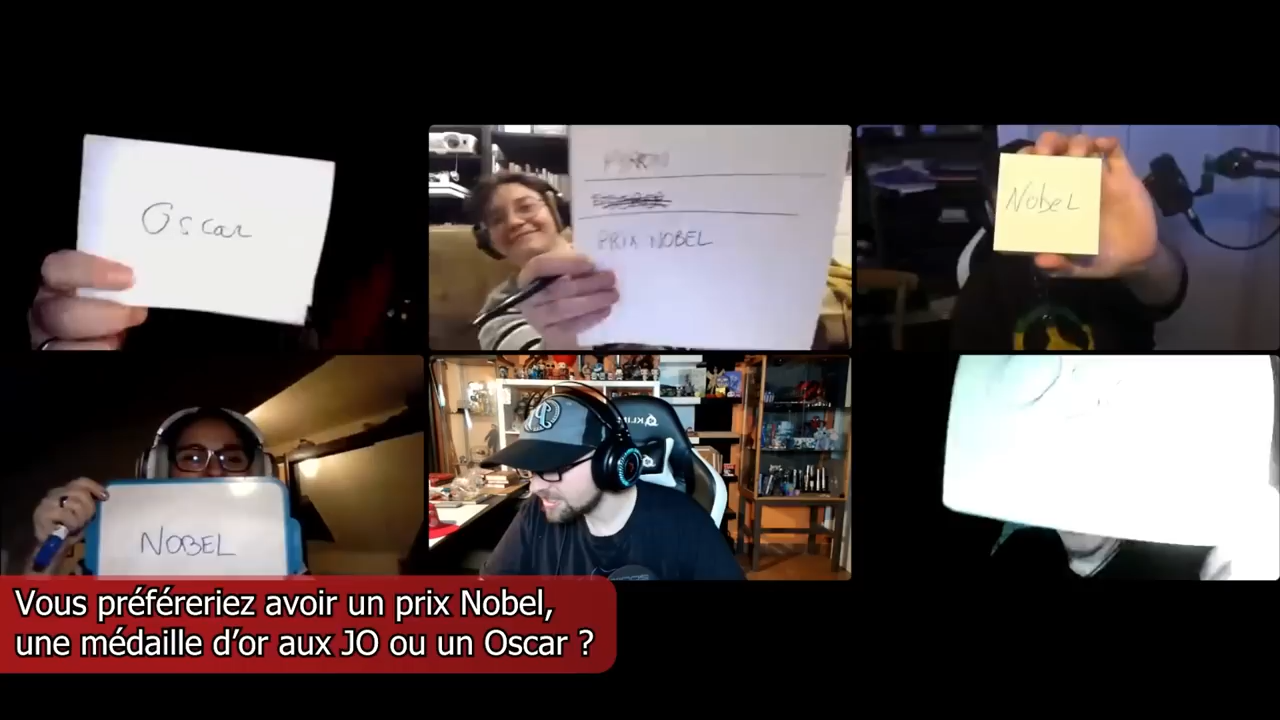 Oscar
PRIX NOBEL
Nobel
NOBEL
KLIM
Vous préféreriez avoir un prix Nobel,
une médaille d’or aux JO ou un Oscar ?